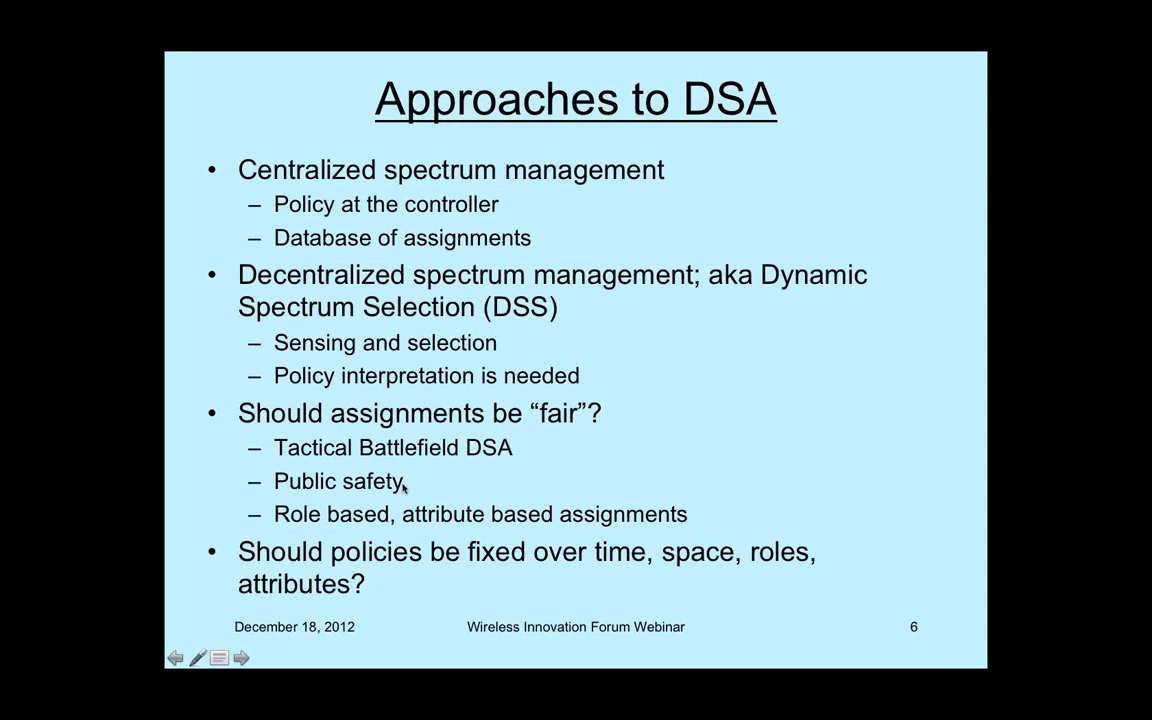 Approaches to DSA
• Centralized spectrum management
– Policy at the controller
– Database of assignments
• Decentralized spectrum management; aka Dynamic
Spectrum Selection (DSS)
– Sensing and selection
– Policy interpretation is needed
• Should assignments be “fair”?
– Tactical Battlefield DSA
– Public safety
– Role based, attribute based assignments
• Should policies be fixed over time, space, roles,
attributes?
December 18, 2012 Wireless Innovation Forum Webinar 6